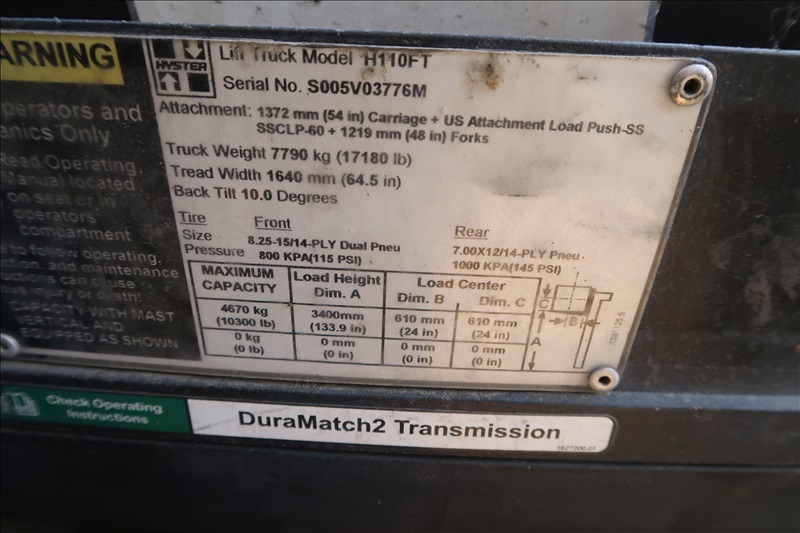 ARNING
perators and
anics Only
Read Operating
Manual located
on seat or in
operators
compartment
to follow operating,
and maintenance
can cause
or death!
CAPACITY WITH MAST
AND
EQUIPPED AS SHOWN
HYSTER
Lift Truck Model H110FT
Serial No. S005V03776M
Attachment: 1372 mm (54 in) Carriage + US Attachment Load Push-SS
SSCLP-60 + 1219 mm (48 in) Forks
Truck Weight 7790 kg (17180 lb)
Tread Width 1640 mm (64.5 in)
Back Tilt 10.0 Degrees
Tire Front Rear
Size 8.25-15/14-PLY Dual Pneu 7.00X12/14-PLY Pneu
Pressure 800 KPA(115 PSI) 1000 KPA(145 PSI)
MAXIMUM CAPACITY Load Height Dim. A Load Center Dim. B Dim. C
4670 kg (10300 lb) 3400mm (133.9 in) 610 mm (24 in) 610 mm (24 in)
0 kg (0 lb) 0 mm (0 in) 0 mm (0 in) 0 mm (0 in)
C
B
A
Check Operating
Instructions
DuraMatch2 Transmission